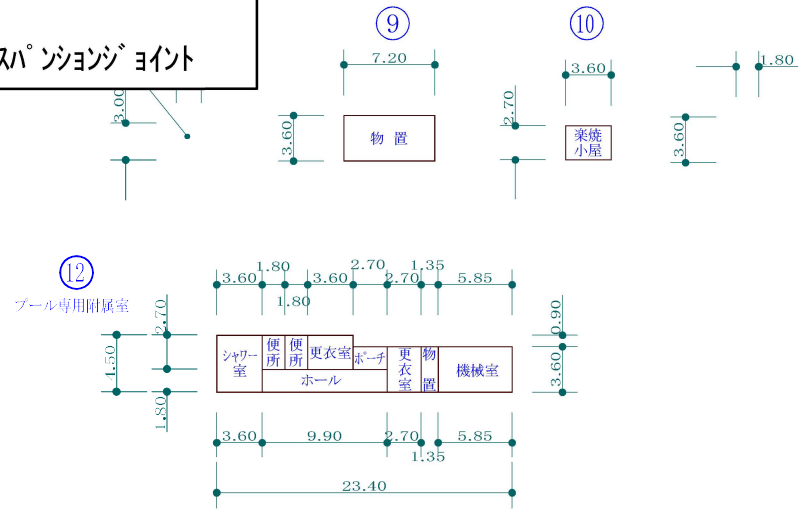 スパンションジョイント
⑨
⑩
7.20
3.60
1.80
3.00
3.60
物 置
2.70
楽焼
小屋
3.60
⑫
プール専用附属室
3.60
1.80
1.80
3.60
2.70
2.70
1.35
5.85
4.50
2.70
1.80
シャワー
室
便所
便所
更衣室
ポーチ
ホール
更衣室
物置
機械室
0.90
3.60
3.60
9.90
2.70
1.35
5.85
23.40